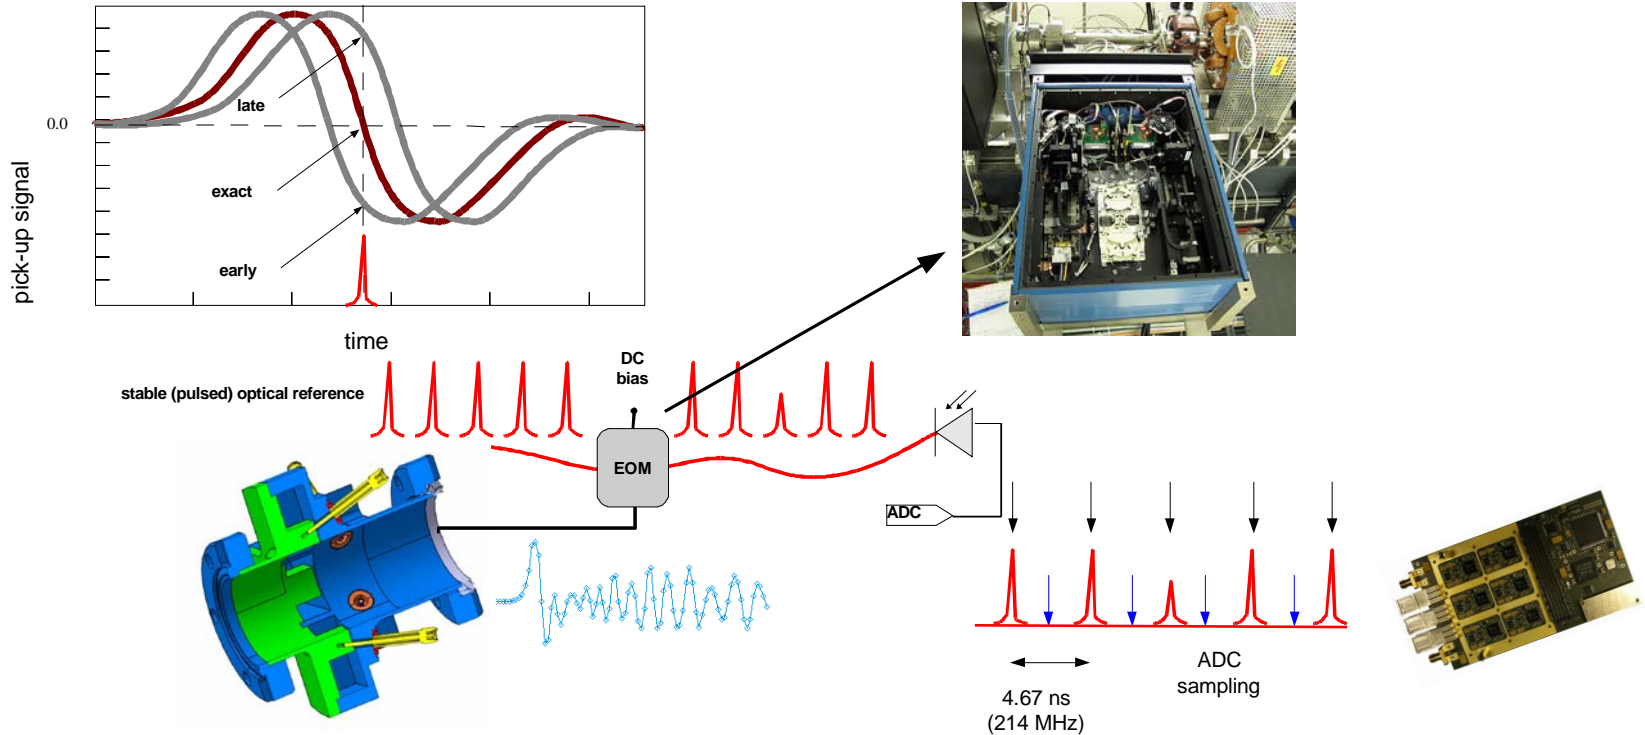 late
0.0
exact
early
pick-up signal
time
stable (pulsed) optical reference
DC
bias
EOM
ADC
ADC
sampling
4.67 ns
(214 MHz)